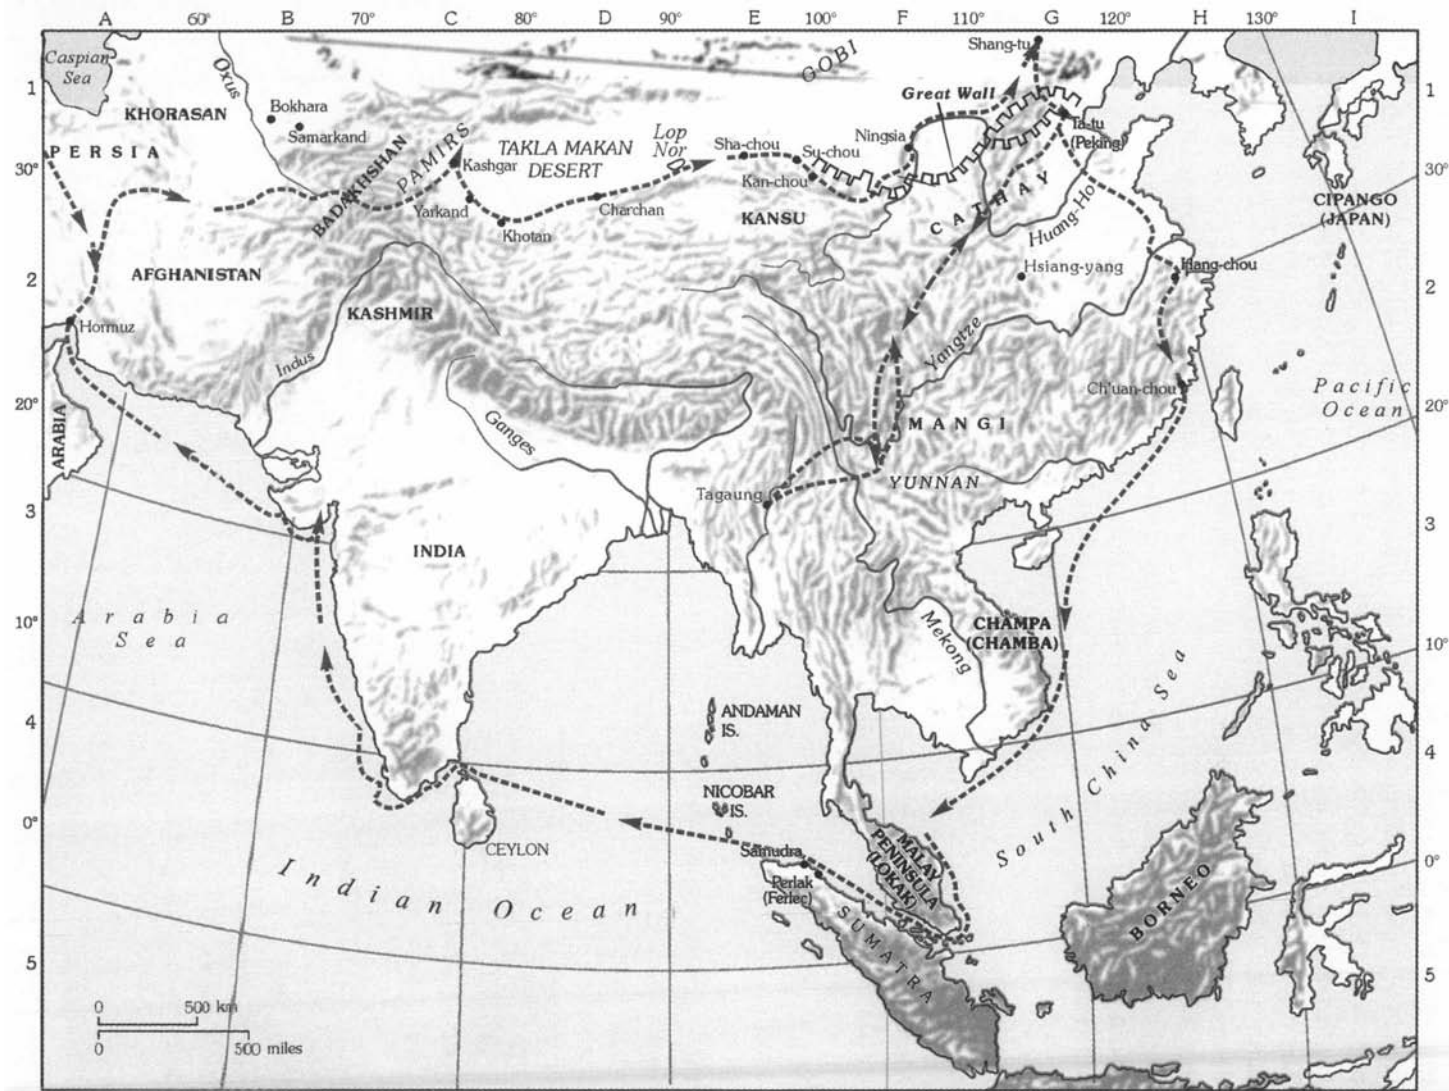 A 60° B 70° C 80° D 90° E 100° F 110° G 120° H 130° I
Caspian
Sea
Oxus
GOBI
Shang-tu
1
1
KHORASAN
Bokhara
Samarkand
Great Wall
PERSIA
BADAKHSHAN
PAMIRS
Kashgar
TAKLA MAKAN
DESERT
Lop
Nor
Sha-chou
Su-chou
Ningsia
Ta-tu
(Peking)
30°
30°
Kan-chou
Yarkand
Khotan
Charchan
KANSU
CATHAY
Huang-Ho
CIPANGO
(JAPAN)
2
2
AFGHANISTAN
Hsiang-yang
Hang-chou
Hormuz
KASHMIR
Indus
Yangtze
Ch'uan-chou
Pacific
Ocean
20°
20°
ARABIA
Ganges
MANGI
YUNNAN
Tagaung
3
3
INDIA
Arabia
Sea
10°
10°
CHAMPA
(CHAMBA)
Mekong
South China Sea
4
4
ANDAMAN
IS.
NICOBAR
IS.
0°
0°
CEYLON
Samudra
Perlak
(Ferlec)
MALAY
PENINSULA
(LOKAK)
Indian Ocean
SUMATRA
BORNEO
5
5
0 500 km
0 500 miles